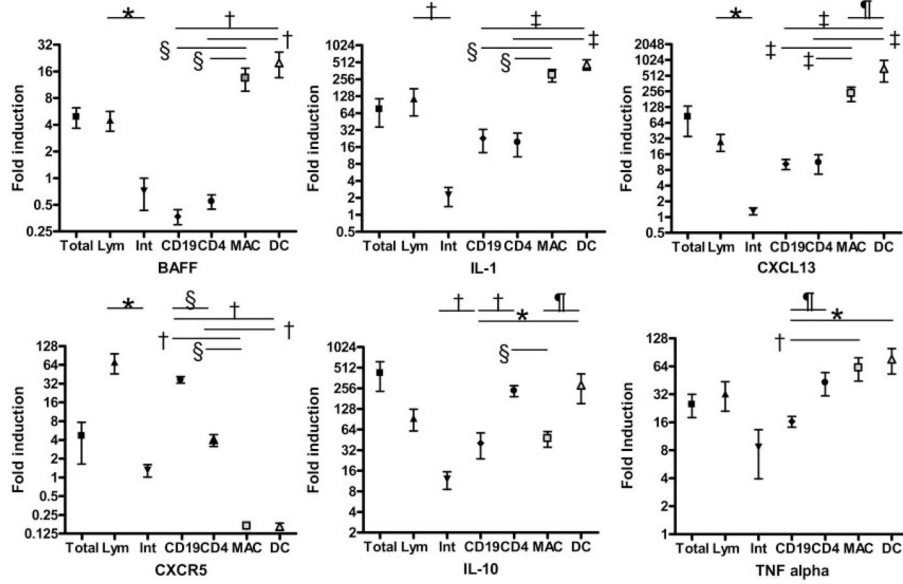 * † † ‡ * ‡ ¶
§ § † § § ‡ ‡ ‡ ‡
Fold induction
32
16
8
4
2
1
0.5
0.25
Total Lym Int CD19 CD4 MAC DC
BAFF
Fold induction
1024
512
256
128
64
32
16
8
4
2
1
0.5
Total Lym Int CD19 CD4 MAC DC
IL-1
Fold induction
2048
1024
512
256
128
64
32
16
8
4
2
1
0.5
Total Lym Int CD19 CD4 MAC DC
CXCL13
* § † † † † ¶ * ¶ *
† § § †
Fold induction
128
64
32
16
8
4
2
1
0.5
0.25
0.125
Total Lym Int CD19 CD4 MAC DC
CXCR5
Fold induction
1024
512
256
128
64
32
16
8
4
2
Total Lym Int CD19 CD4 MAC DC
IL-10
Fold Induction
128
64
32
16
8
4
2
1
Total Lym Int CD19 CD4 MAC DC
TNF alpha